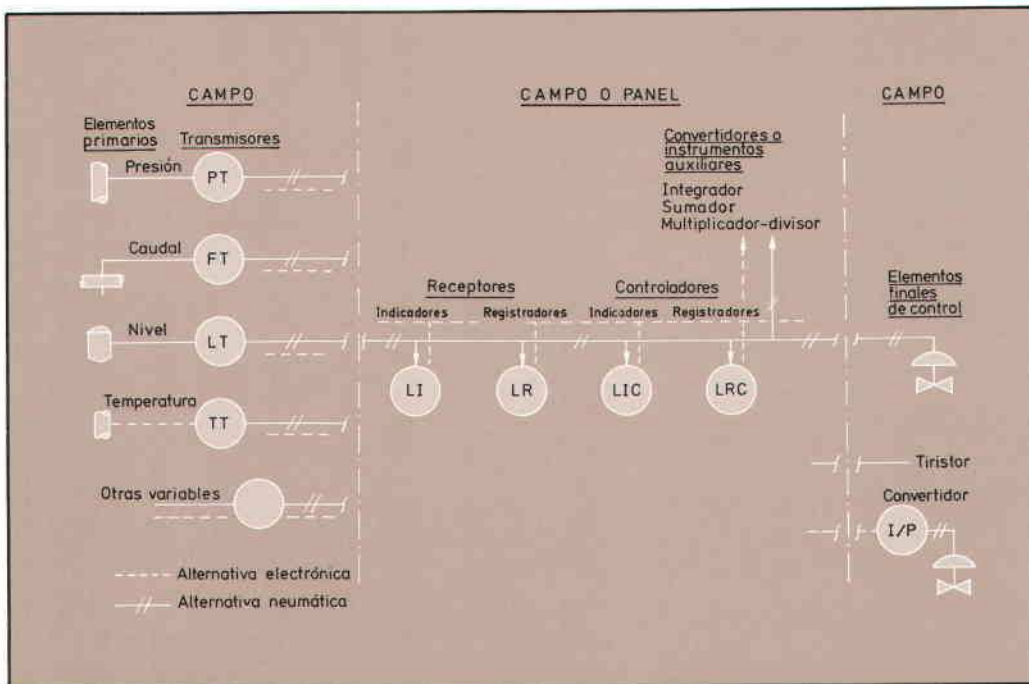 CAMPO
Elementos
primarios
Transmisores
Presión
PT
Caudal
FT
Nivel
LT
Temperatura
TT
Otras variables
Alternativa electrónica
Alternativa neumática
CAMPO O PANEL
Convertidores o
instrumentos
auxiliares
Integrador
Sumador
Multiplicador-divisor
Receptores
Controladores
Indicadores
Registradores
Indicadores
Registradores
LI
LR
LIC
LRC
CAMPO
Elementos
finales
de control
Tiristor
Convertidor
I/P